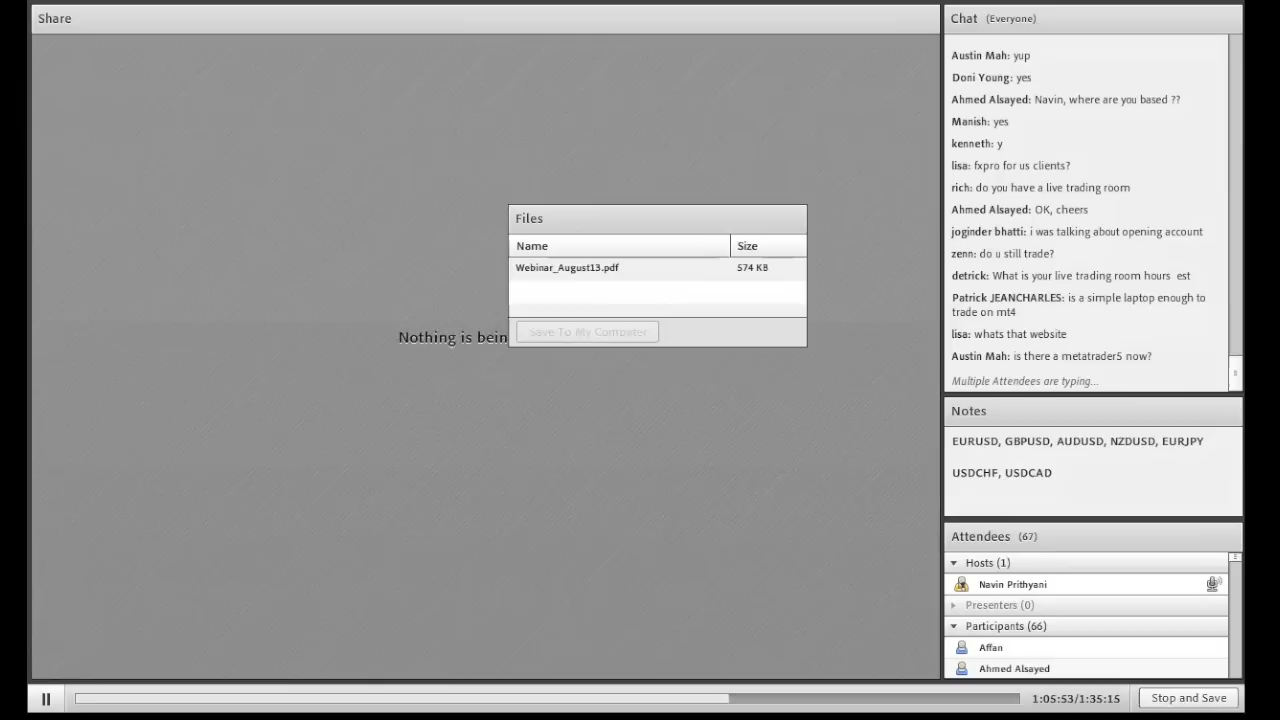 Share
Nothing is bein
Files
Name Size
Webinar_August13.pdf 574 KB
Save To My Computer
Chat (Everyone)
Austin Mah: yup
Doni Young: yes
Ahmed Alsayed: Navin, where are you based ??
Manish: yes
kenneth: y
lisa: fxpro for us clients?
rich: do you have a live trading room
Ahmed Alsayed: OK, cheers
joginder bhatti: i was talking about opening account
zenn: do u still trade?
detrick: What is your live trading room hours est
Patrick JEANCHARLES: is a simple laptop enough to
trade on mt4
lisa: whats that website
Austin Mah: is there a metatrader5 now?
Multiple Attendees are typing...
Notes
EURUSD, GBPUSD, AUDUSD, NZDUSD, EURJPY
USDCHF, USDCAD
Attendees (67)
Hosts (1)
Navin Prithyani
Presenters (0)
Participants (66)
Affan
Ahmed Alsayed
1:05:53/1:35:15
Stop and Save